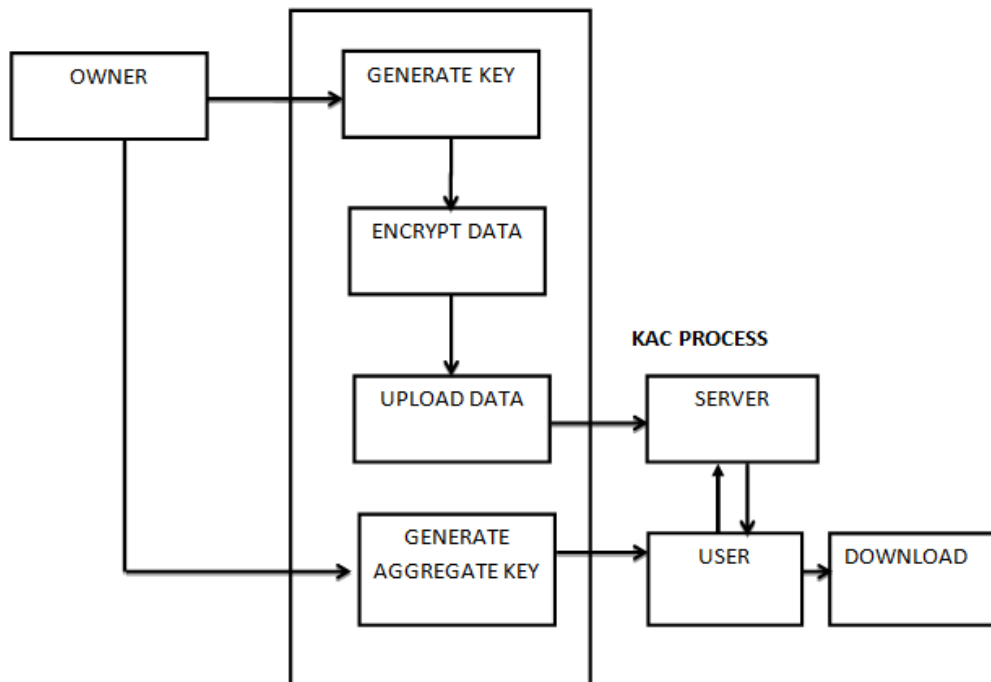 OWNER
GENERATE KEY
ENCRYPT DATA
KAC PROCESS
UPLOAD DATA
SERVER
GENERATE
AGGREGATE KEY
USER
DOWNLOAD